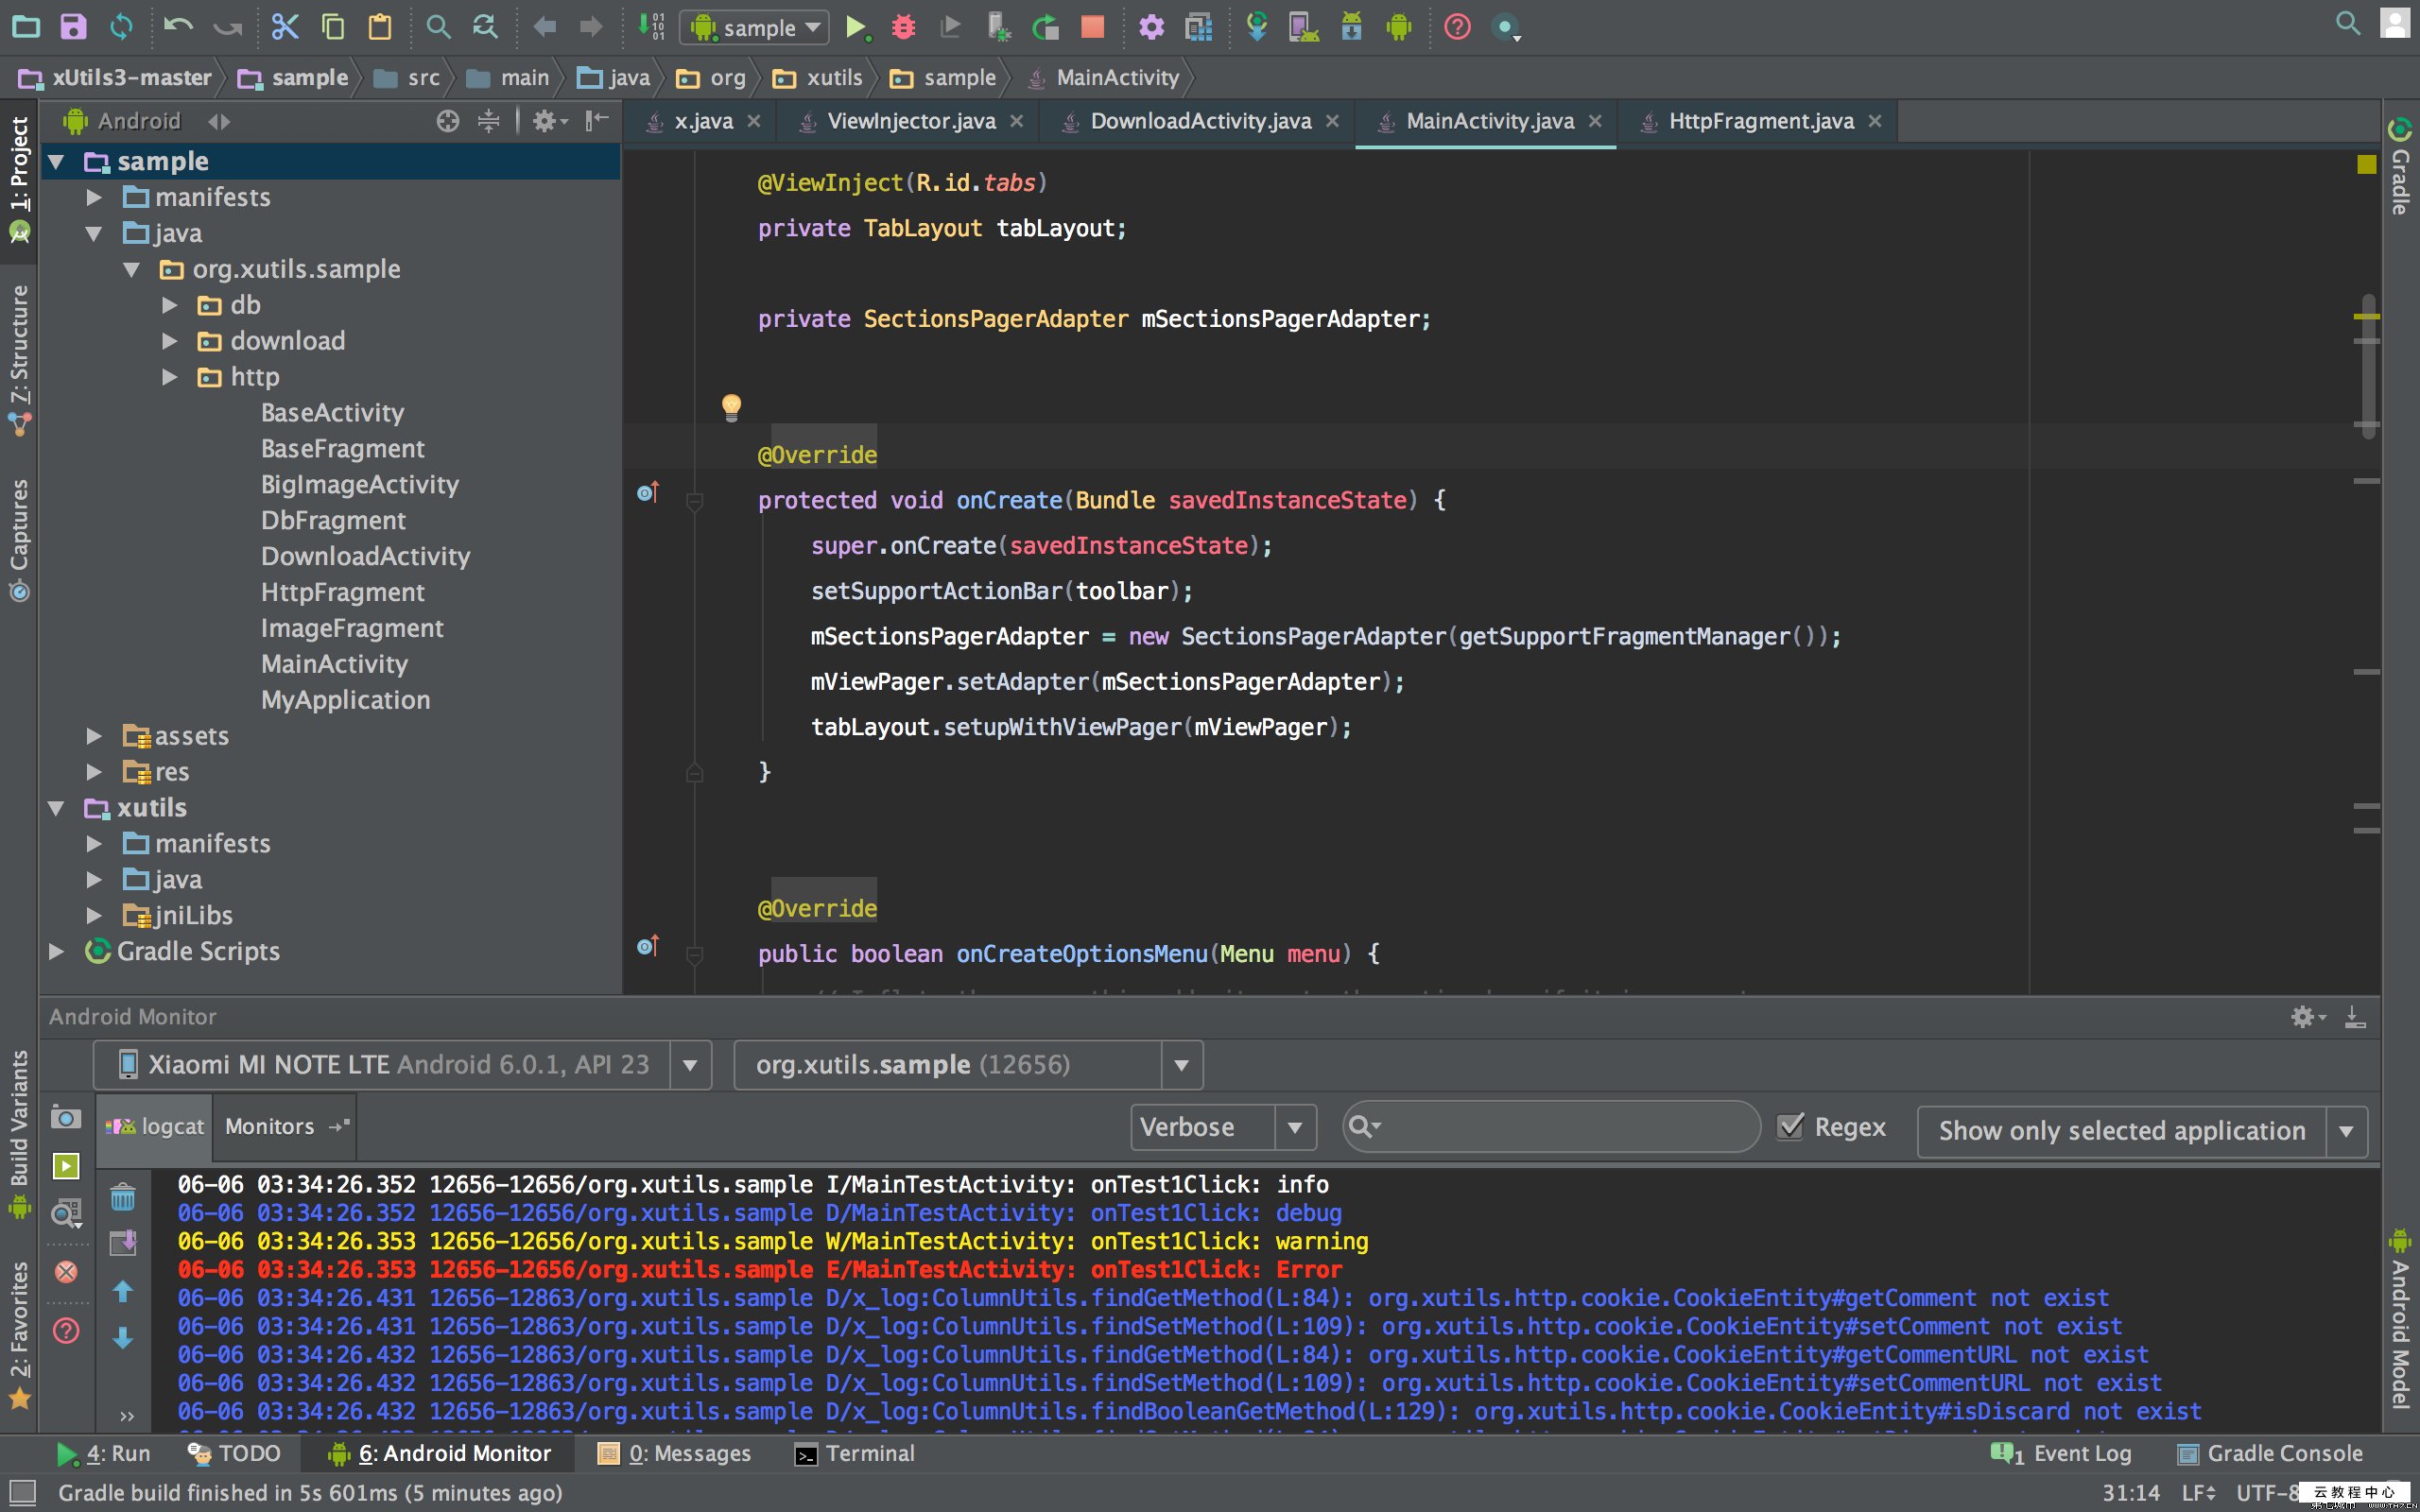 sample
xUtils3-master sample src main java org xutils sample MainActivity
1: Project
Z: Structure
Captures
Build Variants
2: Favorites
Android
sample
manifests
java
org.xutils.sample
db
download
http
BaseActivity
BaseFragment
BigImageActivity
DbFragment
DownloadActivity
HttpFragment
ImageFragment
MainActivity
MyApplication
assets
res
xutils
manifests
java
jniLibs
Gradle Scripts
x.java ViewInjector.java DownloadActivity.java MainActivity.java HttpFragment.java
@ViewInject(R.id.tabs)
private TabLayout tabLayout;
private SectionsPagerAdapter mSectionsPagerAdapter;
@Override
protected void onCreate(Bundle savedInstanceState) {
super.onCreate(savedInstanceState);
setSupportActionBar(toolbar);
mSectionsPagerAdapter = new SectionsPagerAdapter(getSupportFragmentManager());
mViewPager.setAdapter(mSectionsPagerAdapter);
tabLayout.setupWithViewPager(mViewPager);
}
@Override
public boolean onCreateOptionsMenu(Menu menu) {
Gradle
Android Model
Android Monitor
Xiaomi MI NOTE LTE Android 6.0.1, API 23 org.xutils.sample (12656)
logcat Monitors Verbose Regex Show only selected application
06-06 03:34:26.352 12656-12656/org.xutils.sample I/MainTestActivity: onTest1Click: info
06-06 03:34:26.352 12656-12656/org.xutils.sample D/MainTestActivity: onTest1Click: debug
06-06 03:34:26.353 12656-12656/org.xutils.sample W/MainTestActivity: onTest1Click: warning
06-06 03:34:26.353 12656-12656/org.xutils.sample E/MainTestActivity: onTest1Click: Error
06-06 03:34:26.431 12656-12863/org.xutils.sample D/x_log:ColumnUtils.findGetMethod(L:84): org.xutils.http.cookie.CookieEntity#getComment not exist
06-06 03:34:26.431 12656-12863/org.xutils.sample D/x_log:ColumnUtils.findSetMethod(L:109): org.xutils.http.cookie.CookieEntity#setComment not exist
06-06 03:34:26.432 12656-12863/org.xutils.sample D/x_log:ColumnUtils.findGetMethod(L:84): org.xutils.http.cookie.CookieEntity#getCommentURL not exist
06-06 03:34:26.432 12656-12863/org.xutils.sample D/x_log:ColumnUtils.findSetMethod(L:109): org.xutils.http.cookie.CookieEntity#setCommentURL not exist
06-06 03:34:26.432 12656-12863/org.xutils.sample D/x_log:ColumnUtils.findBooleanGetMethod(L:129): org.xutils.http.cookie.CookieEntity#isDiscard not exist
4: Run TODO 6: Android Monitor 0: Messages Terminal 1 Event Log Gradle Console
Gradle build finished in 5s 601ms (5 minutes ago) 31:14 LF UTF-8
云教程中心